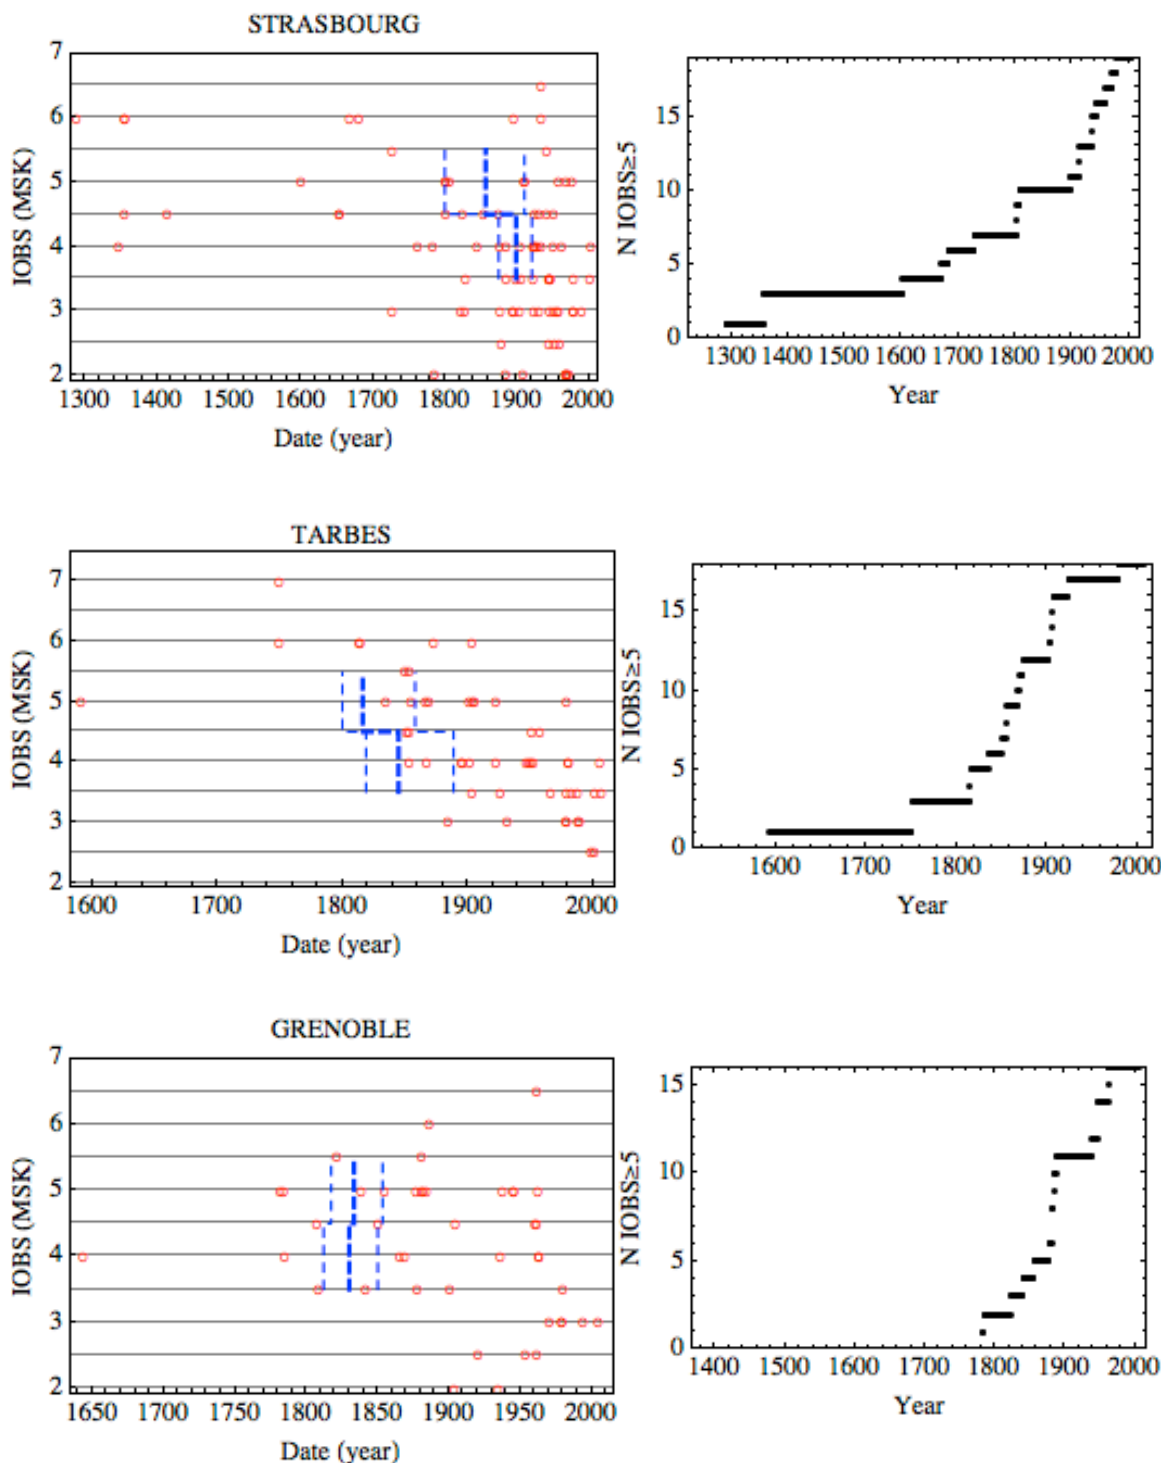 STRASBOURG
7
6
5
4
3
2
IOBS (MSK)
1300 1400 1500 1600 1700 1800 1900 2000
Date (year)
15
10
5
0
N IOBS≥5
1300 1400 1500 1600 1700 1800 1900 2000
Year
TARBES
7
6
5
4
3
2
IOBS (MSK)
1600 1700 1800 1900 2000
Date (year)
15
10
5
0
N IOBS≥5
1600 1700 1800 1900 2000
Year
GRENOBLE
7
6
5
4
3
2
IOBS (MSK)
1650 1700 1750 1800 1850 1900 1950 2000
Date (year)
15
10
5
0
N IOBS≥5
1400 1500 1600 1700 1800 1900 2000
Year